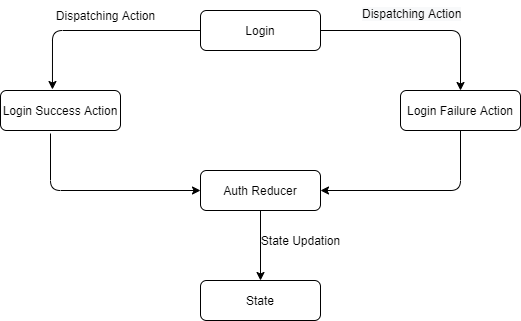 Dispatching Action
Dispatching Action
Login
Login Success Action
Login Failure Action
Auth Reducer
State Updation
State